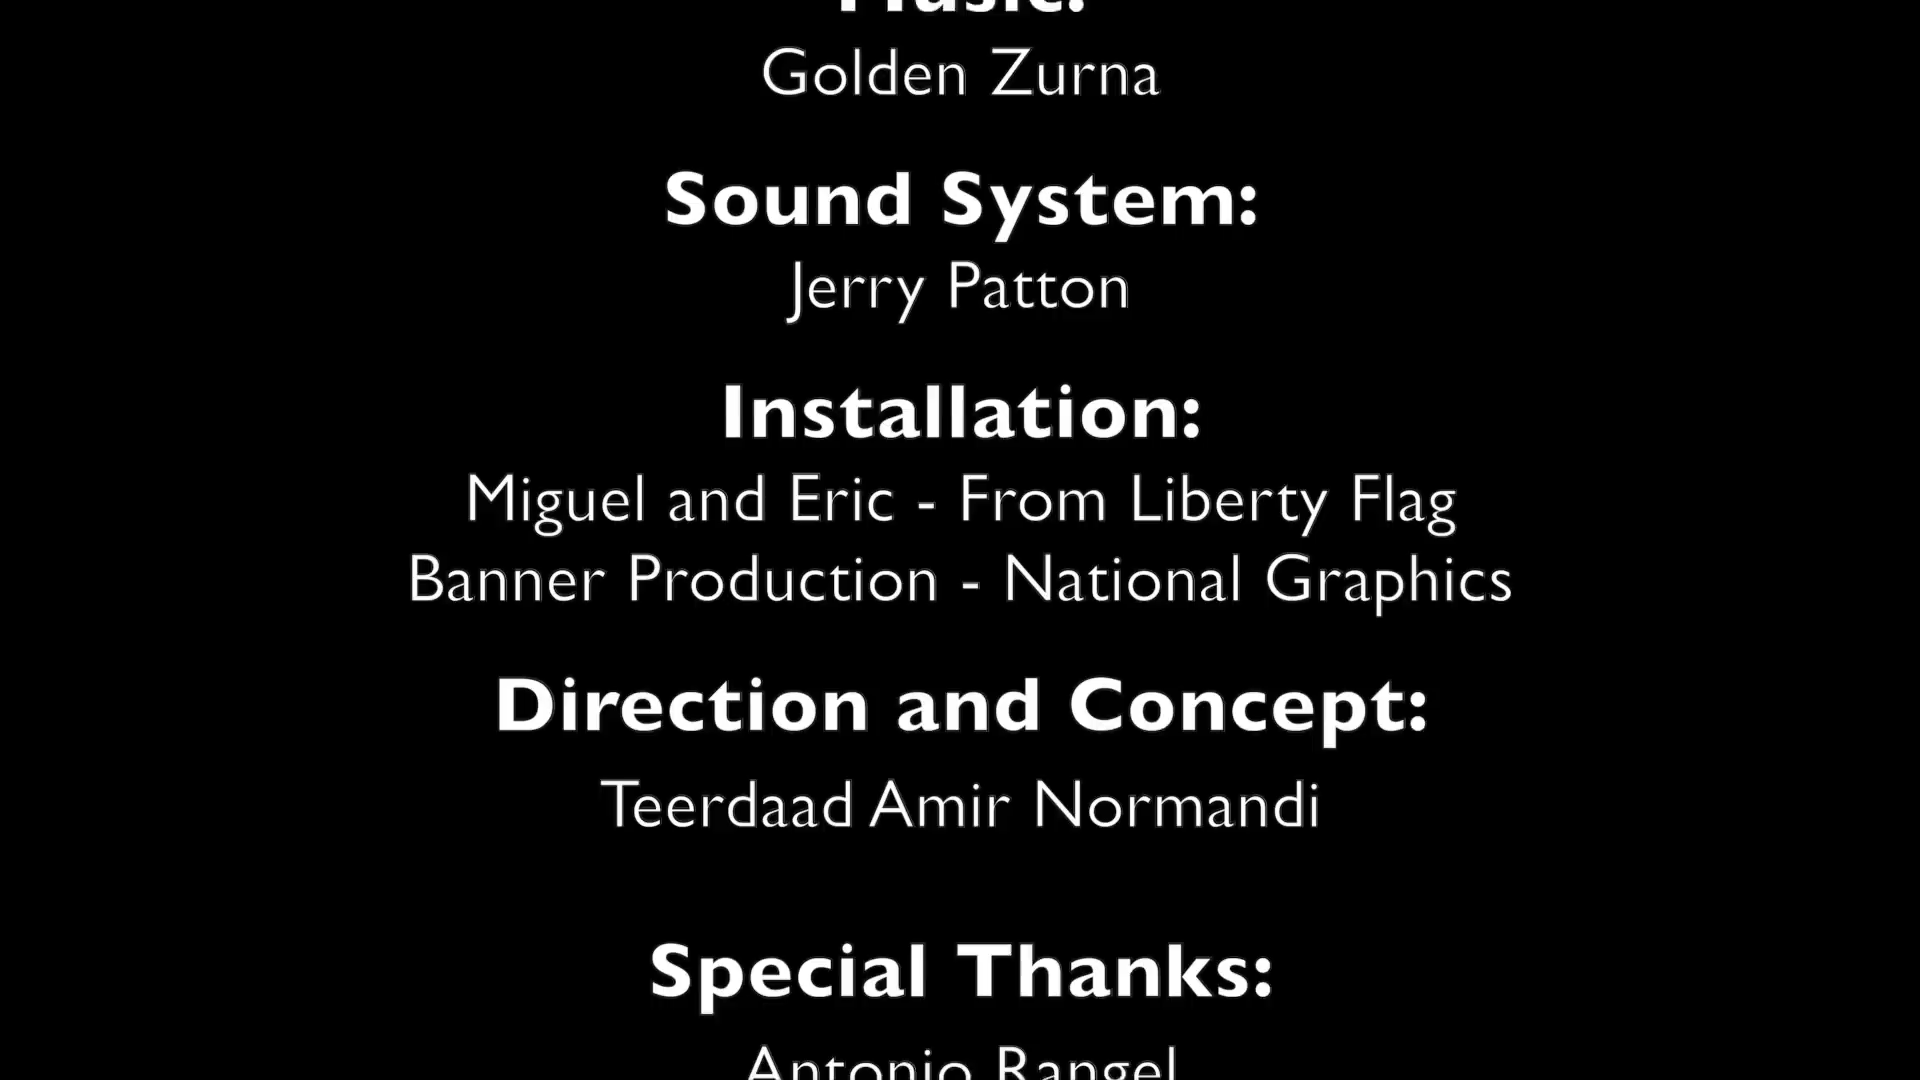 Music:
Golden Zurna
Sound System:
Jerry Patton
Installation:
Miguel and Eric - From Liberty Flag
Banner Production - National Graphics
Direction and Concept:
Teerdaad Amir Normandi
Special Thanks:
Antonio Rangel